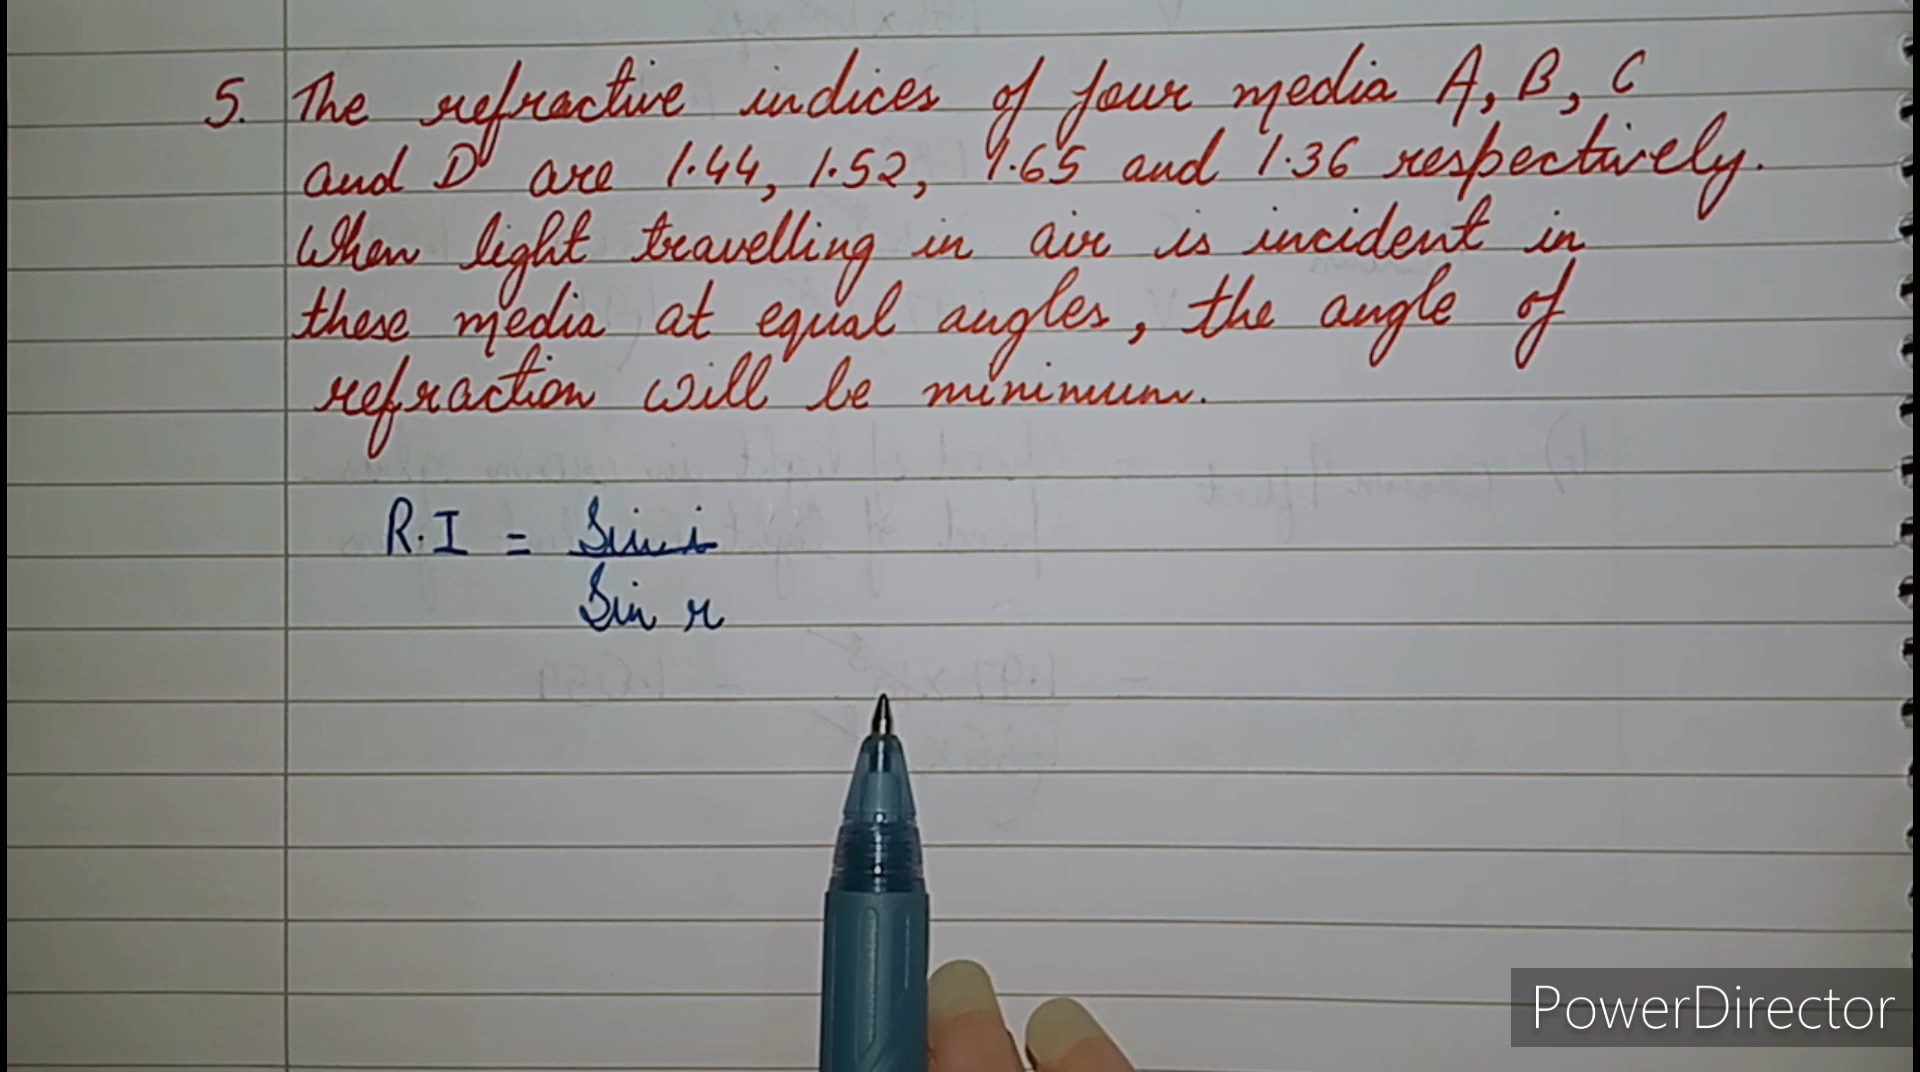 5. The refractive indices of four media A, B, C
and D are 1.44, 1.52, 1.65 and 1.36 respectively.
When light travelling in air is incident in
these media at equal angles, the angle of
refraction will be minimum.
R.I = Sin i
Sin r
PowerDirector